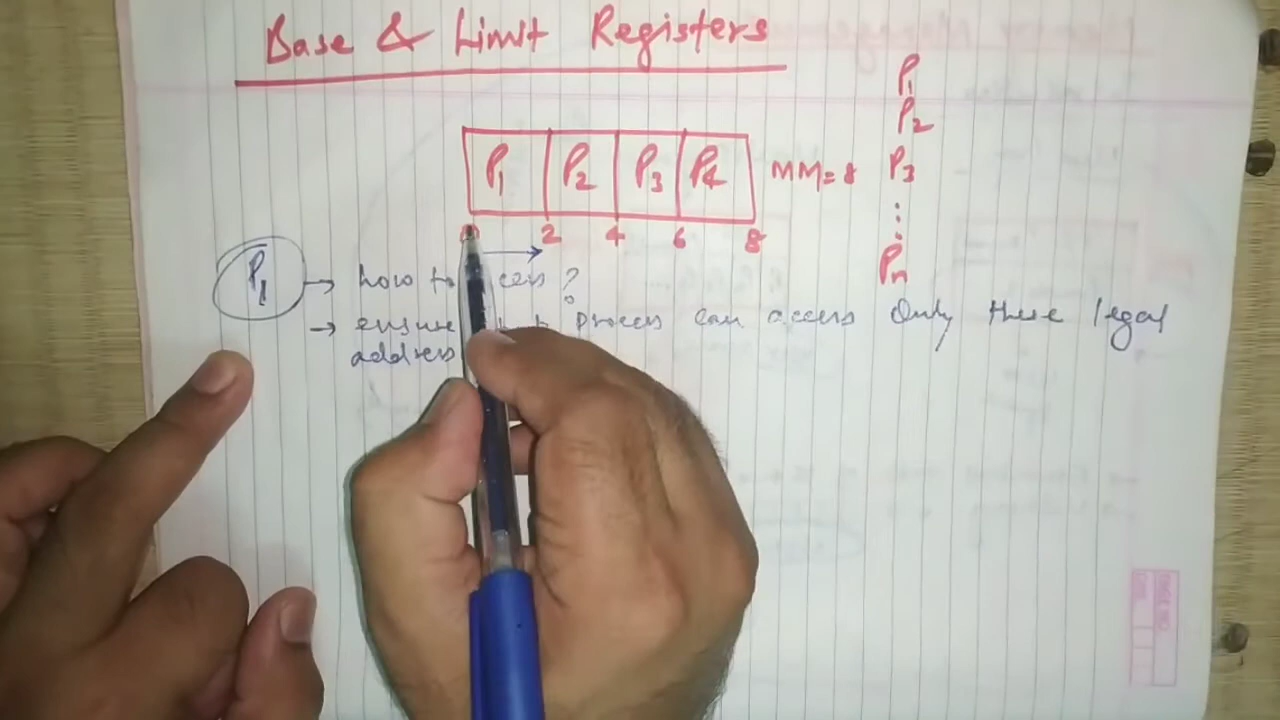 Base & Limit Registers
P1 P2 P3 P4 MM=8
0 2 4 6 8
P1
P2
P3
⋮
Pn
P1 → how to ?
→ ensure process can access Only these legal
address